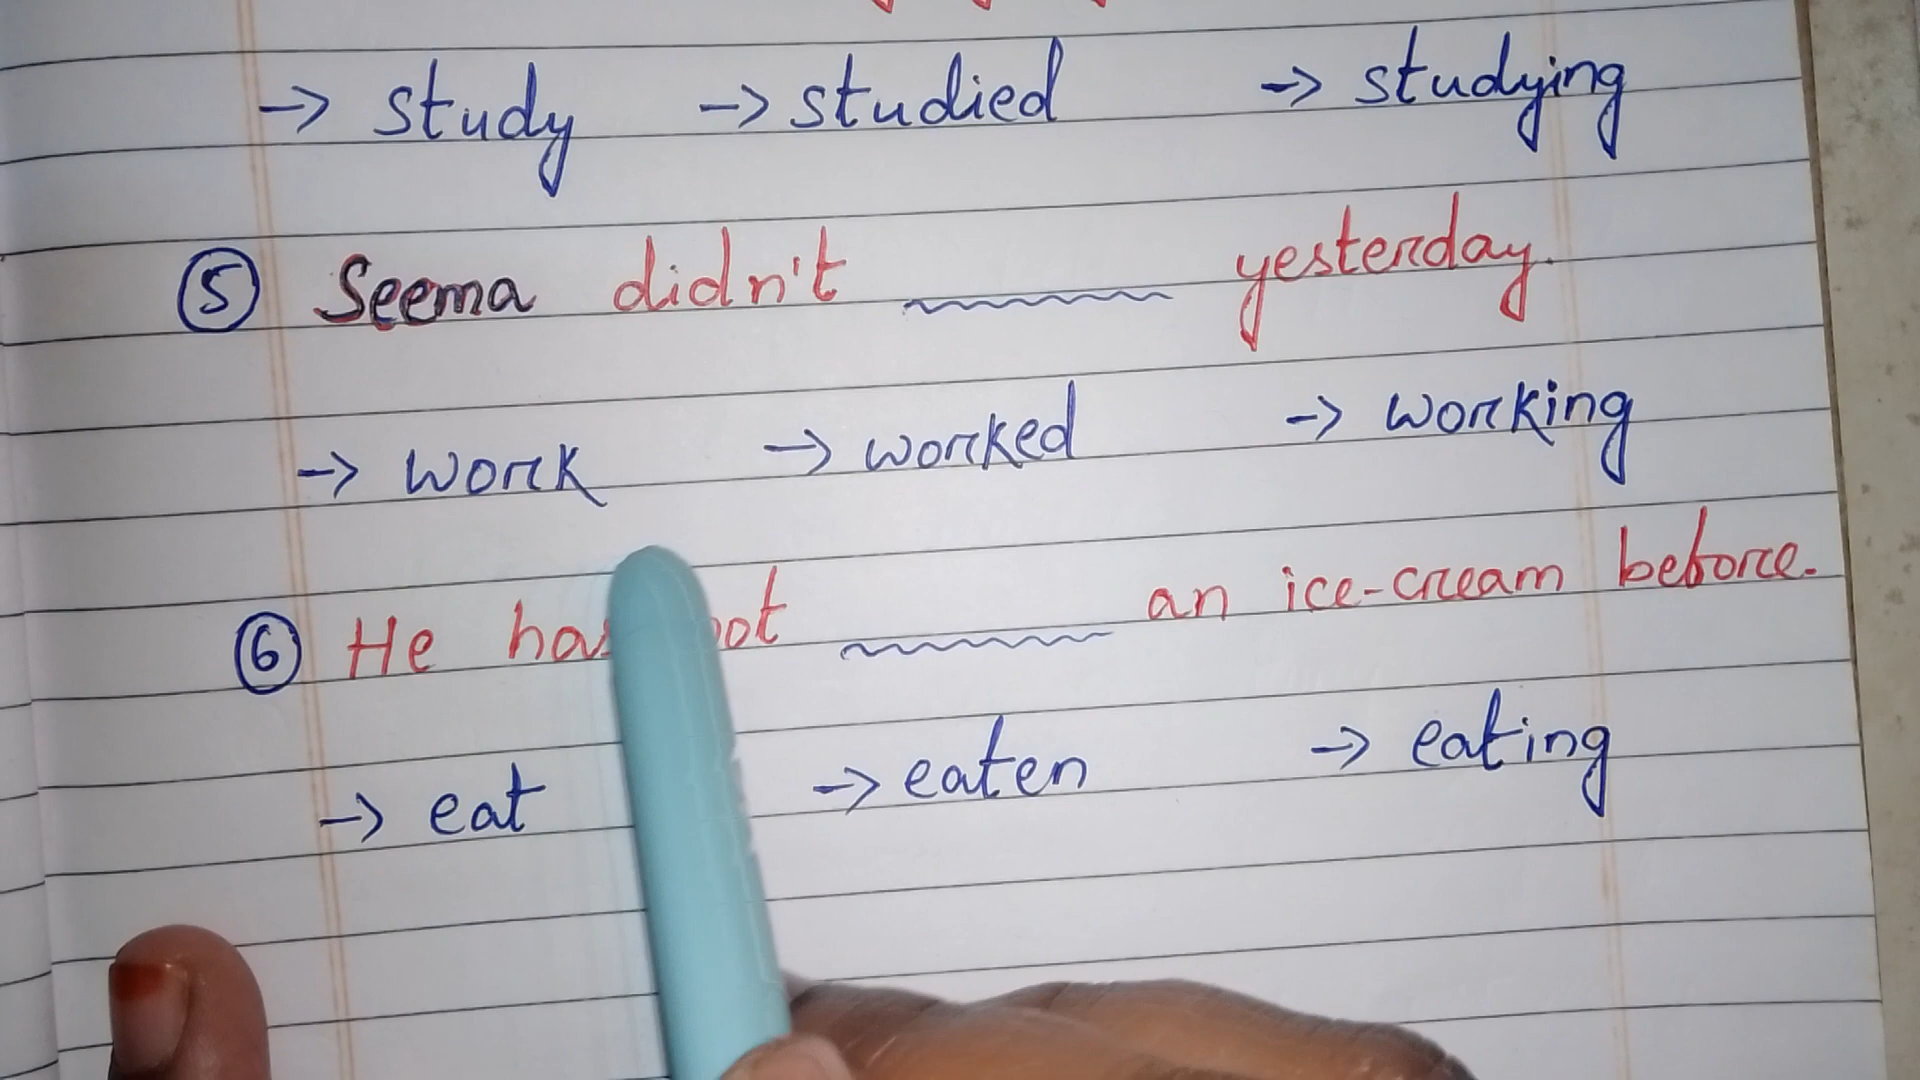 → study → studied → studying
⑤ Seema didn't ~~~~~~ yesterday.
→ work → worked → working
⑥ He ~~~~~~ an ice-cream before.
→ eat → eaten → eating